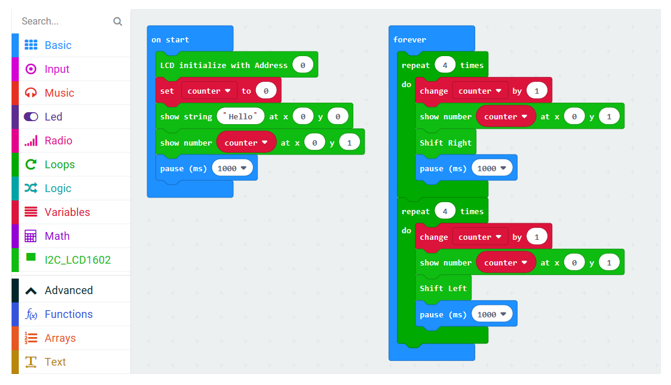 Search...
Basic
Input
Music
Led
Radio
Loops
Logic
Variables
Math
I2C_LCD1602
Advanced
Functions
Arrays
Text
on start
LCD initialize with Address 0
set counter to 0
show string "Hello" at x 0 y 0
show number counter at x 0 y 1
pause (ms) 1000
forever
repeat 4 times
do
change counter by 1
show number counter at x 0 y 1
Shift Right
pause (ms) 1000
repeat 4 times
do
change counter by 1
show number counter at x 0 y 1
Shift Left
pause (ms) 1000